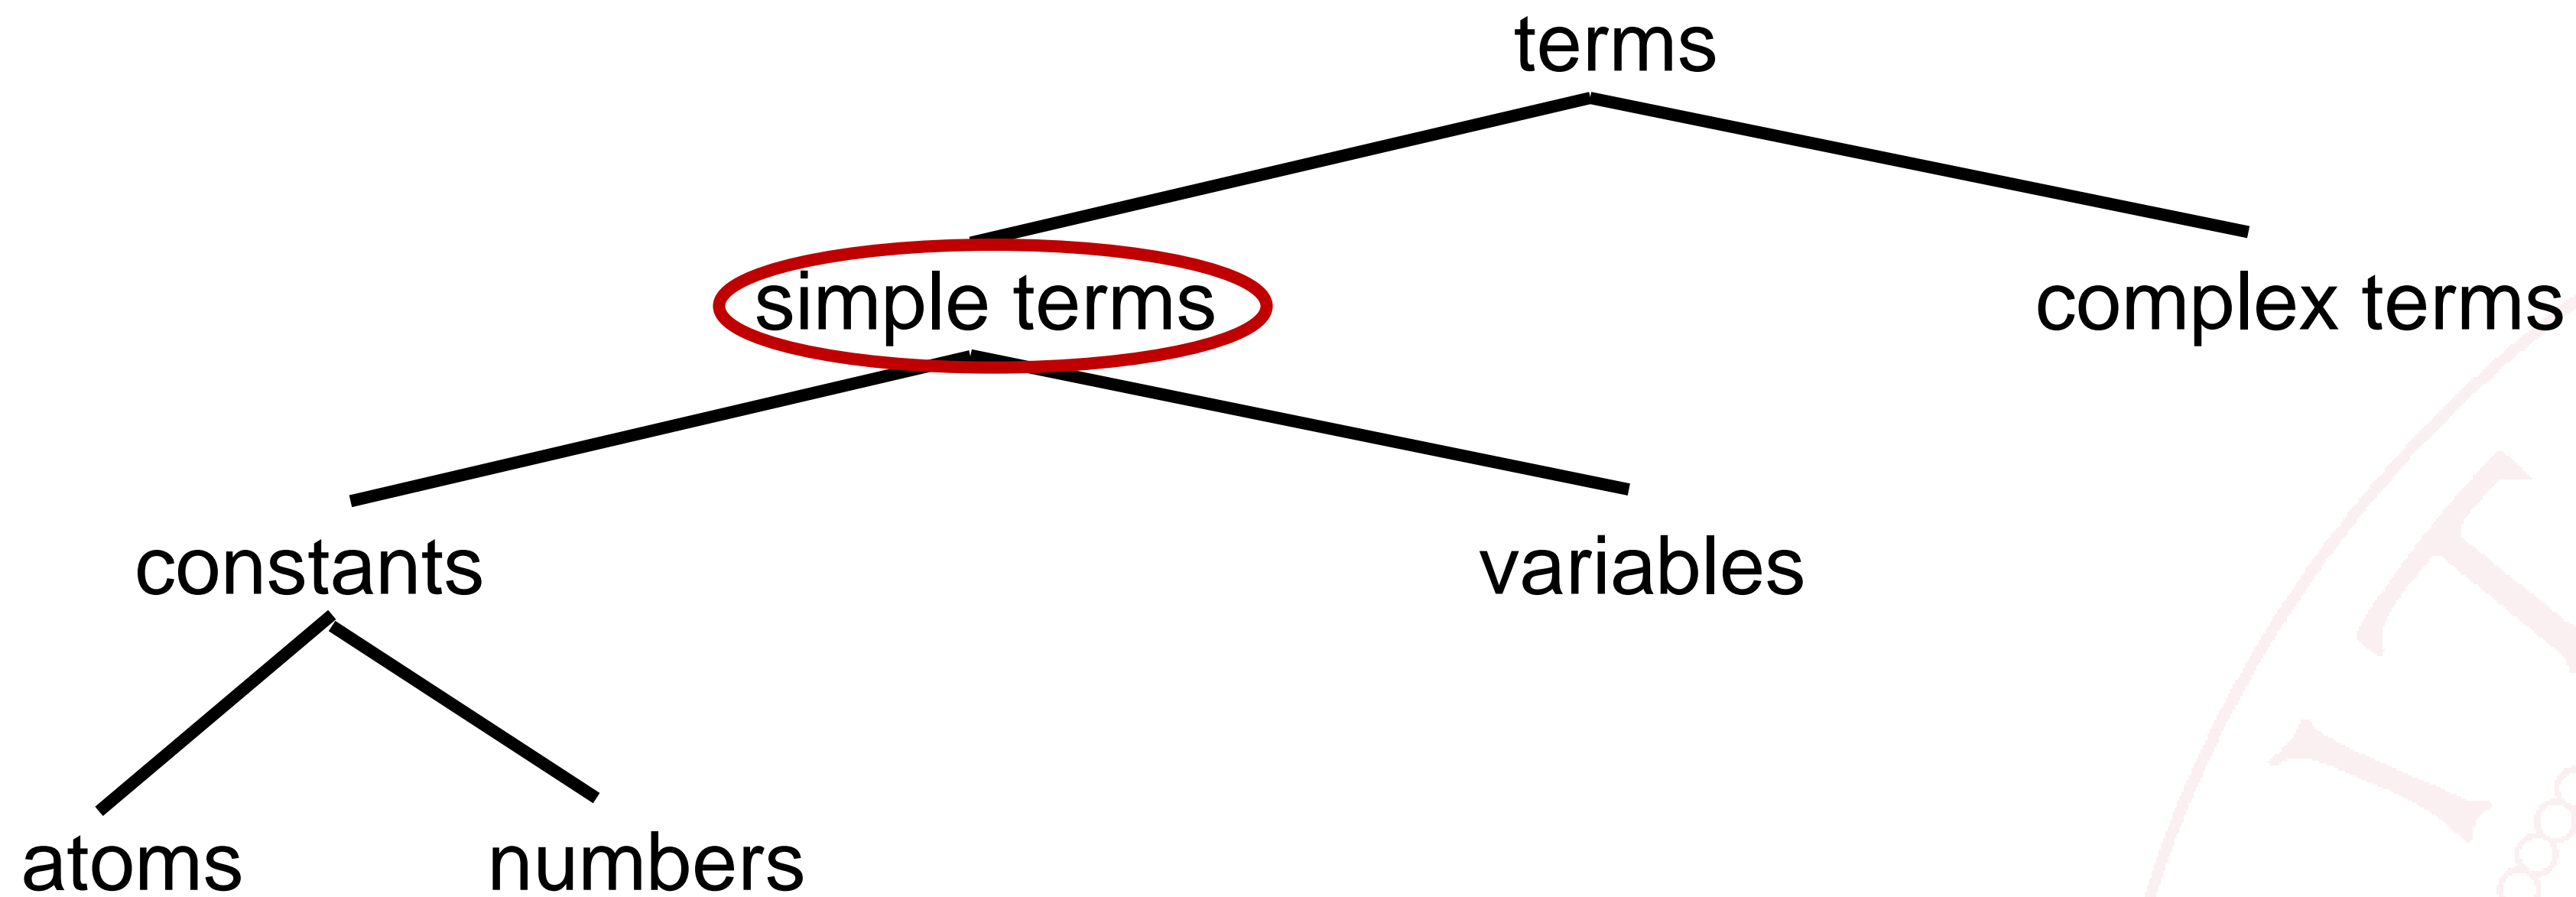 terms
simple terms
complex terms
constants
variables
atoms
numbers
I T